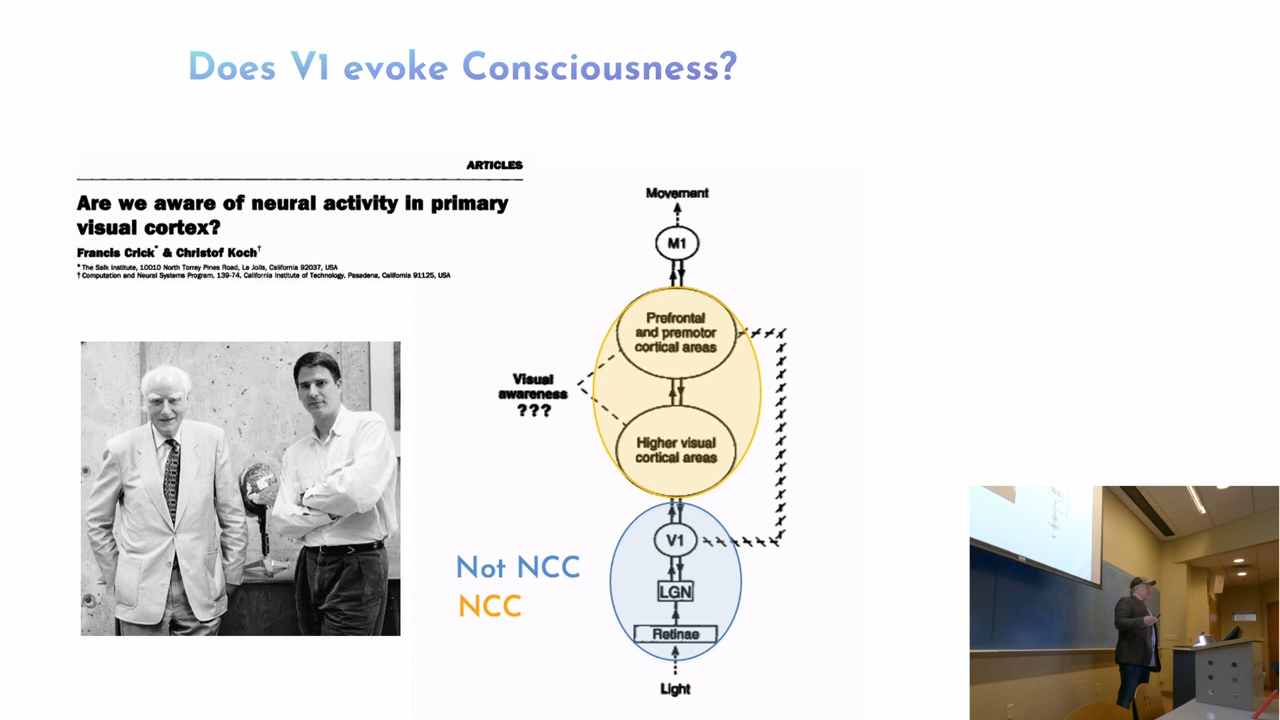 Does V1 evoke Consciousness?
ARTICLES
Are we aware of neural activity in primary
visual cortex?
Francis Crick* & Christof Koch†
* The Salk Institute, 10010 North Torrey Pines Road, La Jolla, California 92037, USA
† Computation and Neural Systems Program, 139-74, California Institute of Technology, Pasadena, California 91125, USA
Movement
M1
Prefrontal
and premotor
cortical areas
Visual
awareness
???
Higher visual
cortical areas
V1
Not NCC
NCC
LGN
Retinae
Light